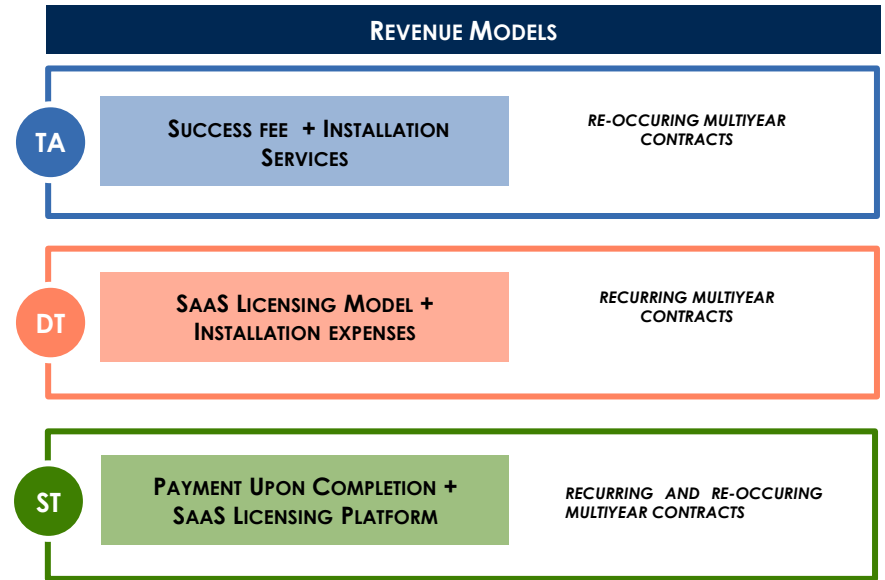 REVENUE MODELS
TA
SUCCESS FEE + INSTALLATION
SERVICES
RE-OCCURING MULTIYEAR
CONTRACTS
DT
SAAS LICENSING MODEL +
INSTALLATION EXPENSES
RECURRING MULTIYEAR
CONTRACTS
ST
PAYMENT UPON COMPLETION +
SAAS LICENSING PLATFORM
RECURRING AND RE-OCCURING
MULTIYEAR CONTRACTS